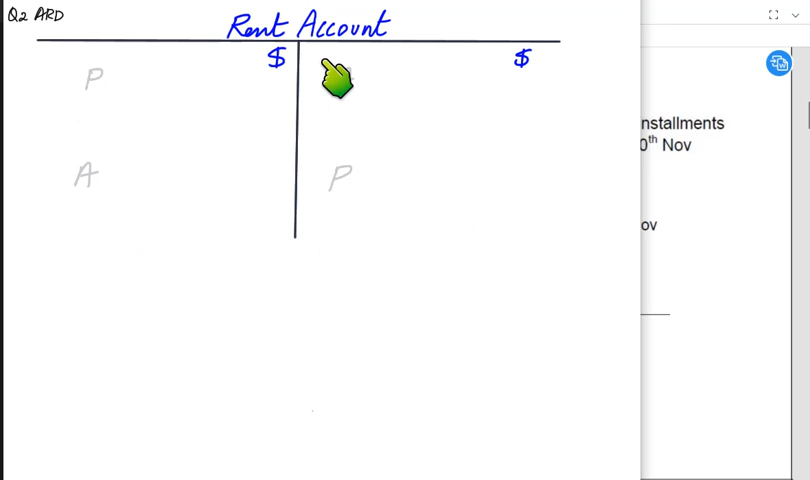 Q2 ARD
Rent Account
$ $
P
A P
nstallments
0th Nov
ov